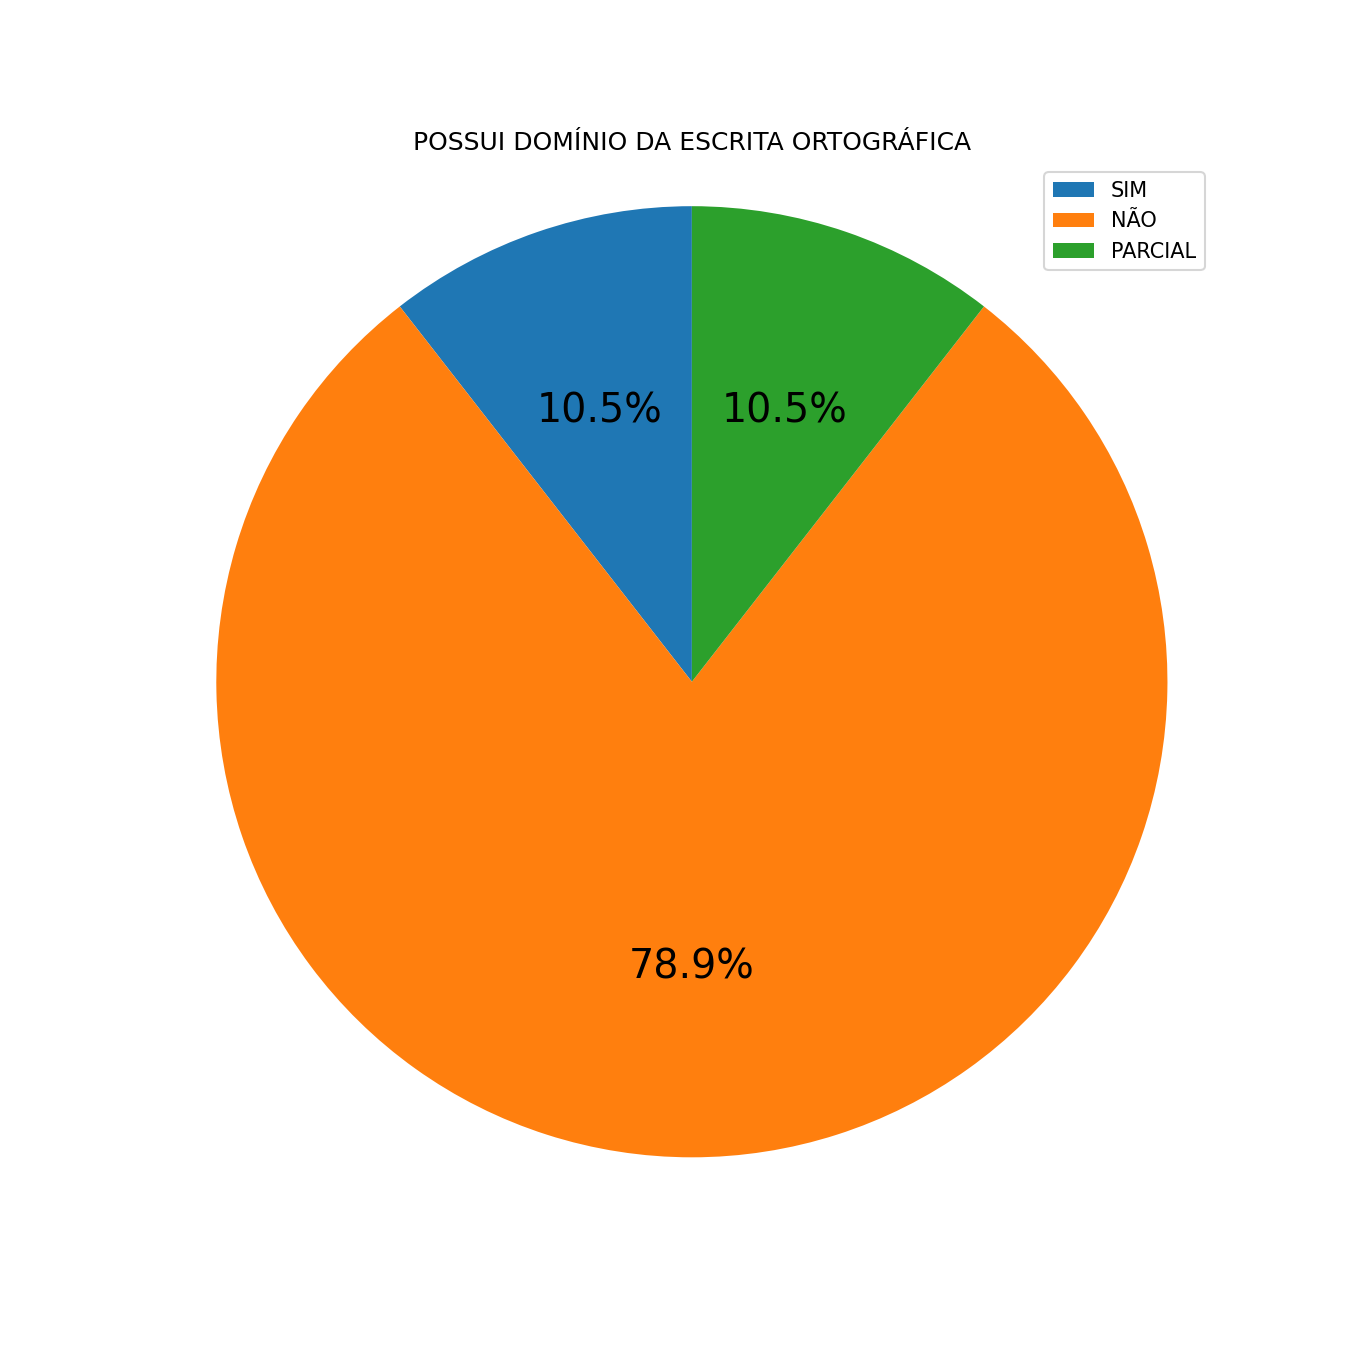 POSSUI DOMÍNIO DA ESCRITA ORTOGRÁFICA
SIM
NÃO
PARCIAL
10.5%
10.5%
78.9%